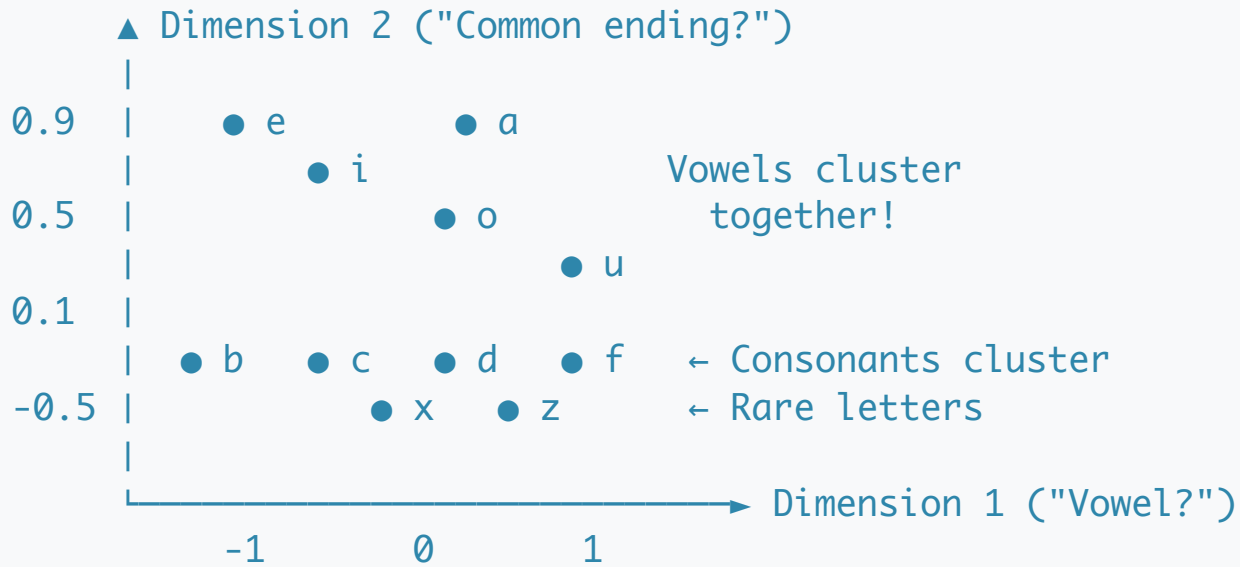 ▲ Dimension 2 ("Common ending?")
|
0.9 | ● e ● a
| ● i Vowels cluster
0.5 | ● o together!
| ● u
0.1 |
| ● b ● c ● d ● f ← Consonants cluster
-0.5 | ● x ● z ← Rare letters
|
└────────────────────────────► Dimension 1 ("Vowel?")
-1 0 1